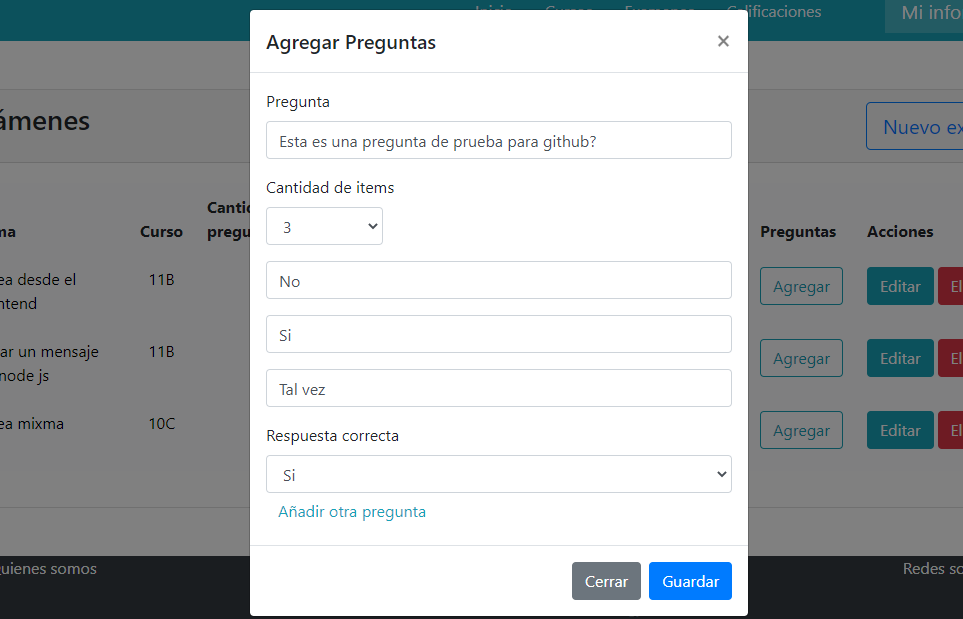 Inicio Cursos Examenes Calificaciones Mi info
Agregar Preguntas ×
ámenes
Nuevo ex
Pregunta
Esta es una pregunta de prueba para github?
Cantidad de items
3
ma Curso Cantid
pregu
Preguntas Acciones
No
Si
Tal vez
Respuesta correcta
Si
Añadir otra pregunta
Cerrar Guardar
ea desde el
ntend
11B
Agregar Editar El
ar un mensaje
node js
11B
Agregar Editar El
ea mixma
10C
Agregar Editar El
uienes somos
Redes so